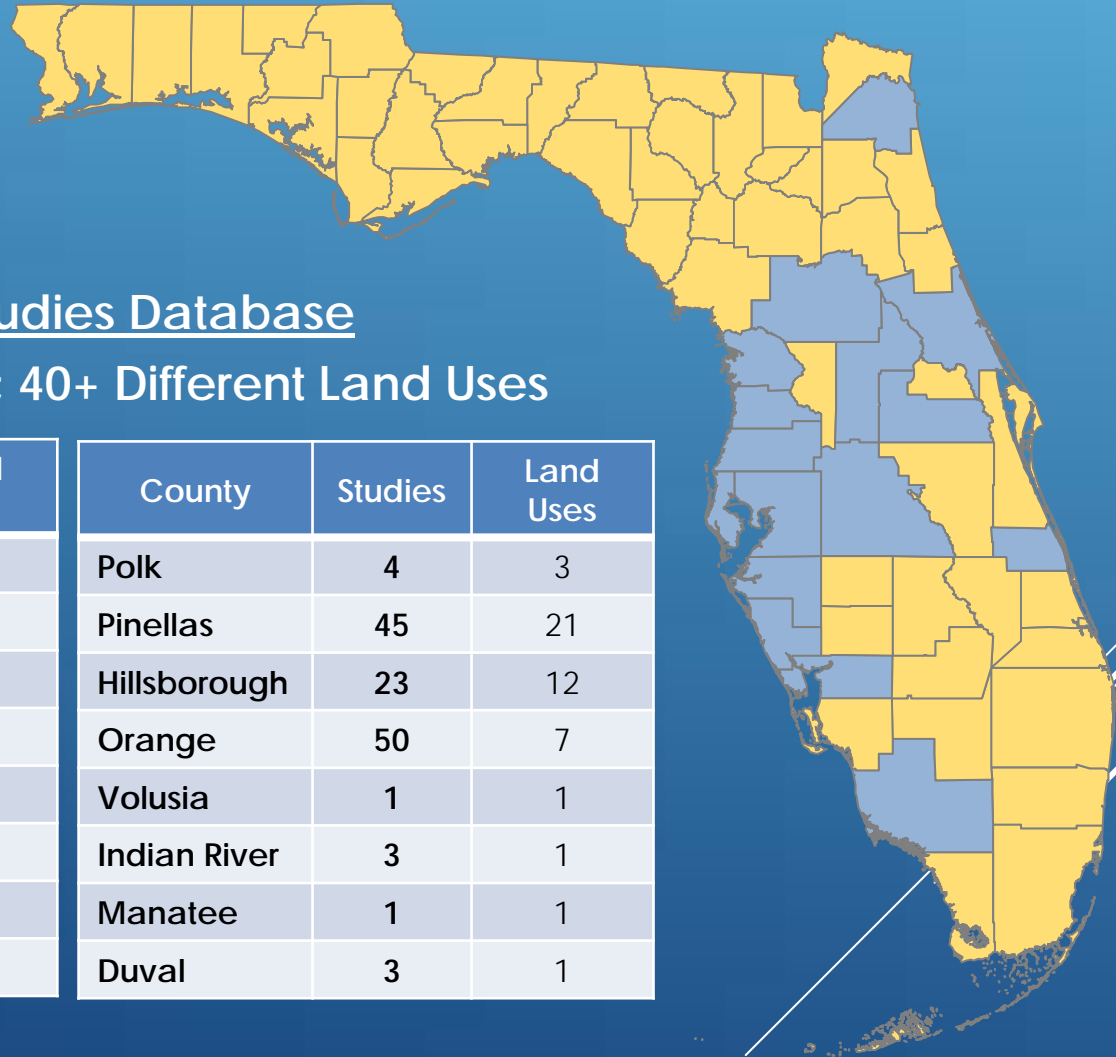 udies Database
40+ Different Land Uses
County Studies Land Uses
Polk 4 3
Pinellas 45 21
Hillsborough 23 12
Orange 50 7
Volusia 1 1
Indian River 3 1
Manatee 1 1
Duval 3 1